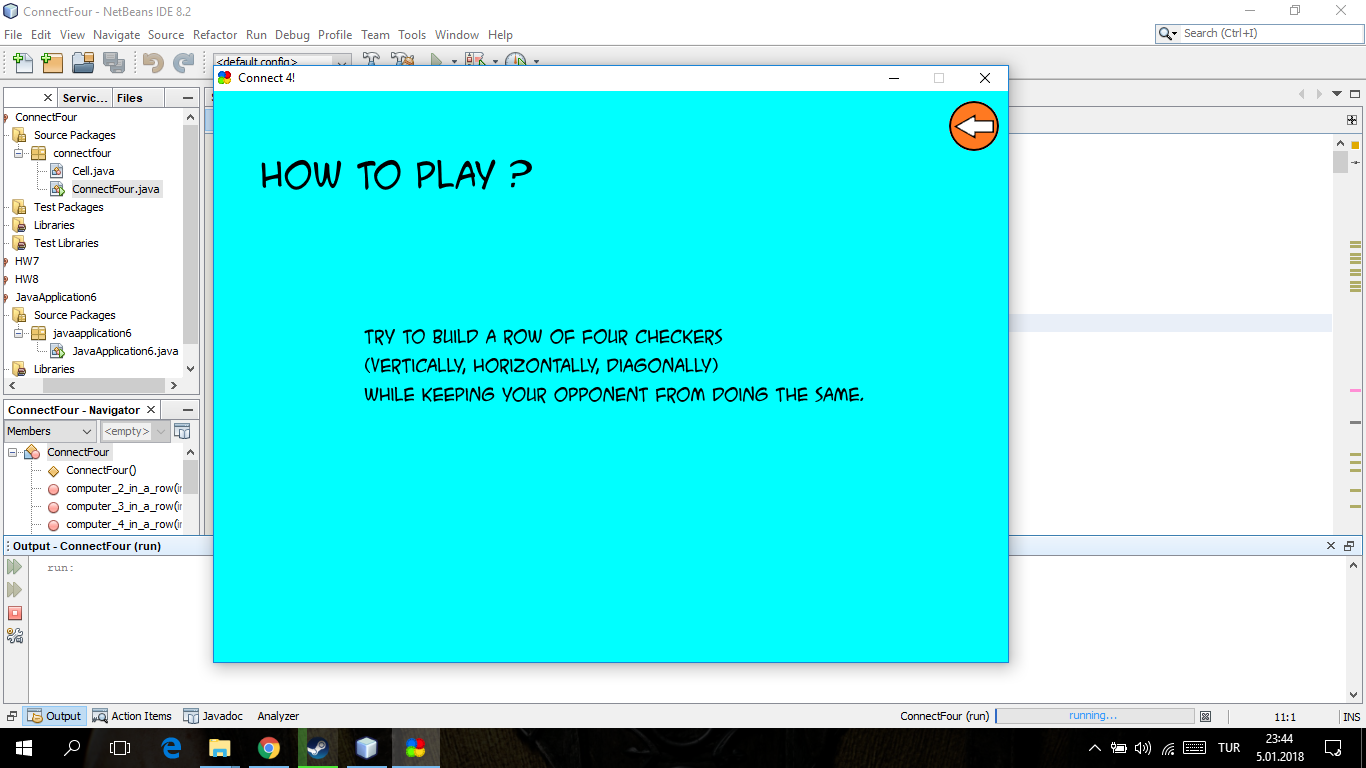 ConnectFour - NetBeans IDE 8.2
File Edit View Navigate Source Refactor Run Debug Profile Team Tools Window Help
Search (Ctrl+I)
<default config>
Connect 4!
Servic... Files
ConnectFour
Source Packages
connectfour
Cell.java
ConnectFour.java
Test Packages
Libraries
Test Libraries
HW7
HW8
JavaApplication6
Source Packages
javaapplication6
JavaApplication6.java
Libraries
HOW TO PLAY ?
TRY TO BUILD A ROW OF FOUR CHECKERS
(VERTICALLY, HORIZONTALLY, DIAGONALLY)
WHILE KEEPING YOUR OPPONENT FROM DOING THE SAME.
ConnectFour - Navigator
Members <empty>
ConnectFour
ConnectFour()
computer_2_in_a_row(
computer_3_in_a_row(
computer_4_in_a_row(
Output - ConnectFour (run)
run:
Output Action Items Javadoc Analyzer
ConnectFour (run) running... 11:1 INS
TUR 23:44
5.01.2018